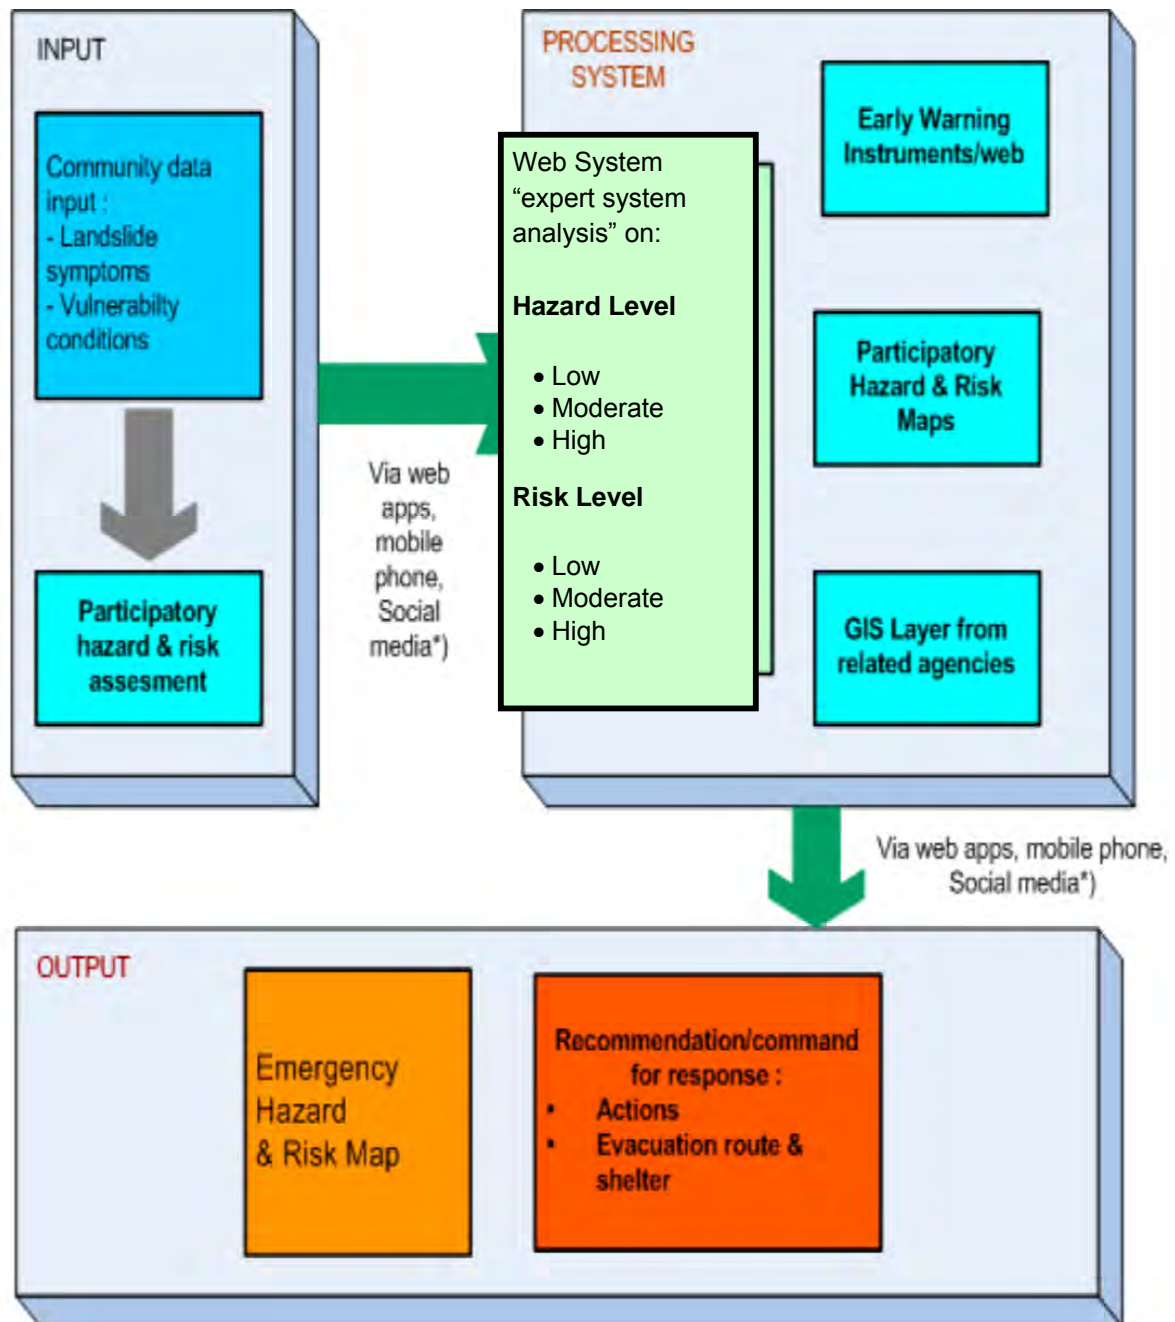 INPUT
Community data
input :
- Landslide
symptoms
- Vulnerabilty
conditions
Participatory
hazard & risk
assesment
Via web
apps,
mobile
phone,
Social
media*)
PROCESSING
SYSTEM
Web System
“expert system
analysis” on:
Hazard Level
• Low
• Moderate
• High
Risk Level
• Low
• Moderate
• High
Early Warning
Instruments/web
Participatory
Hazard & Risk
Maps
GIS Layer from
related agencies
Via web apps, mobile phone,
Social media*)
OUTPUT
Emergency
Hazard
& Risk Map
Recommendation/command
for response :
• Actions
• Evacuation route &
shelter